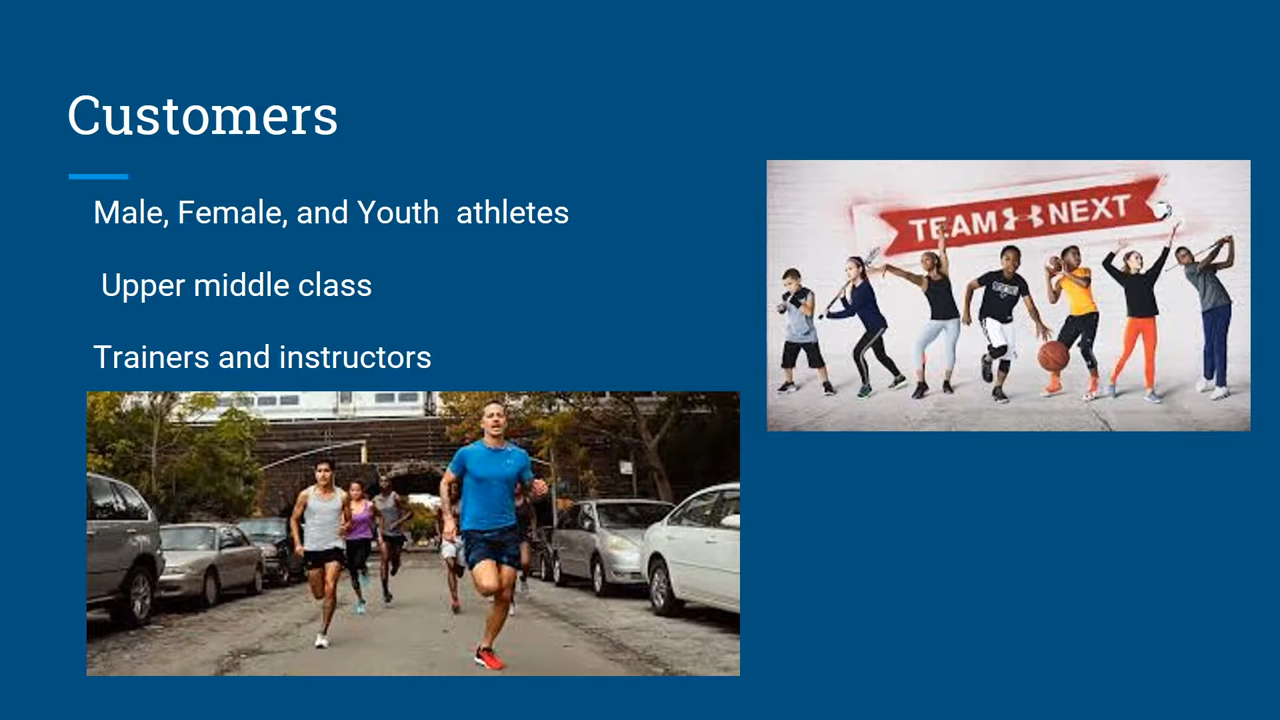 Customers
Male, Female, and Youth  athletes
Upper middle class
Trainers and instructors
TEAM NEXT